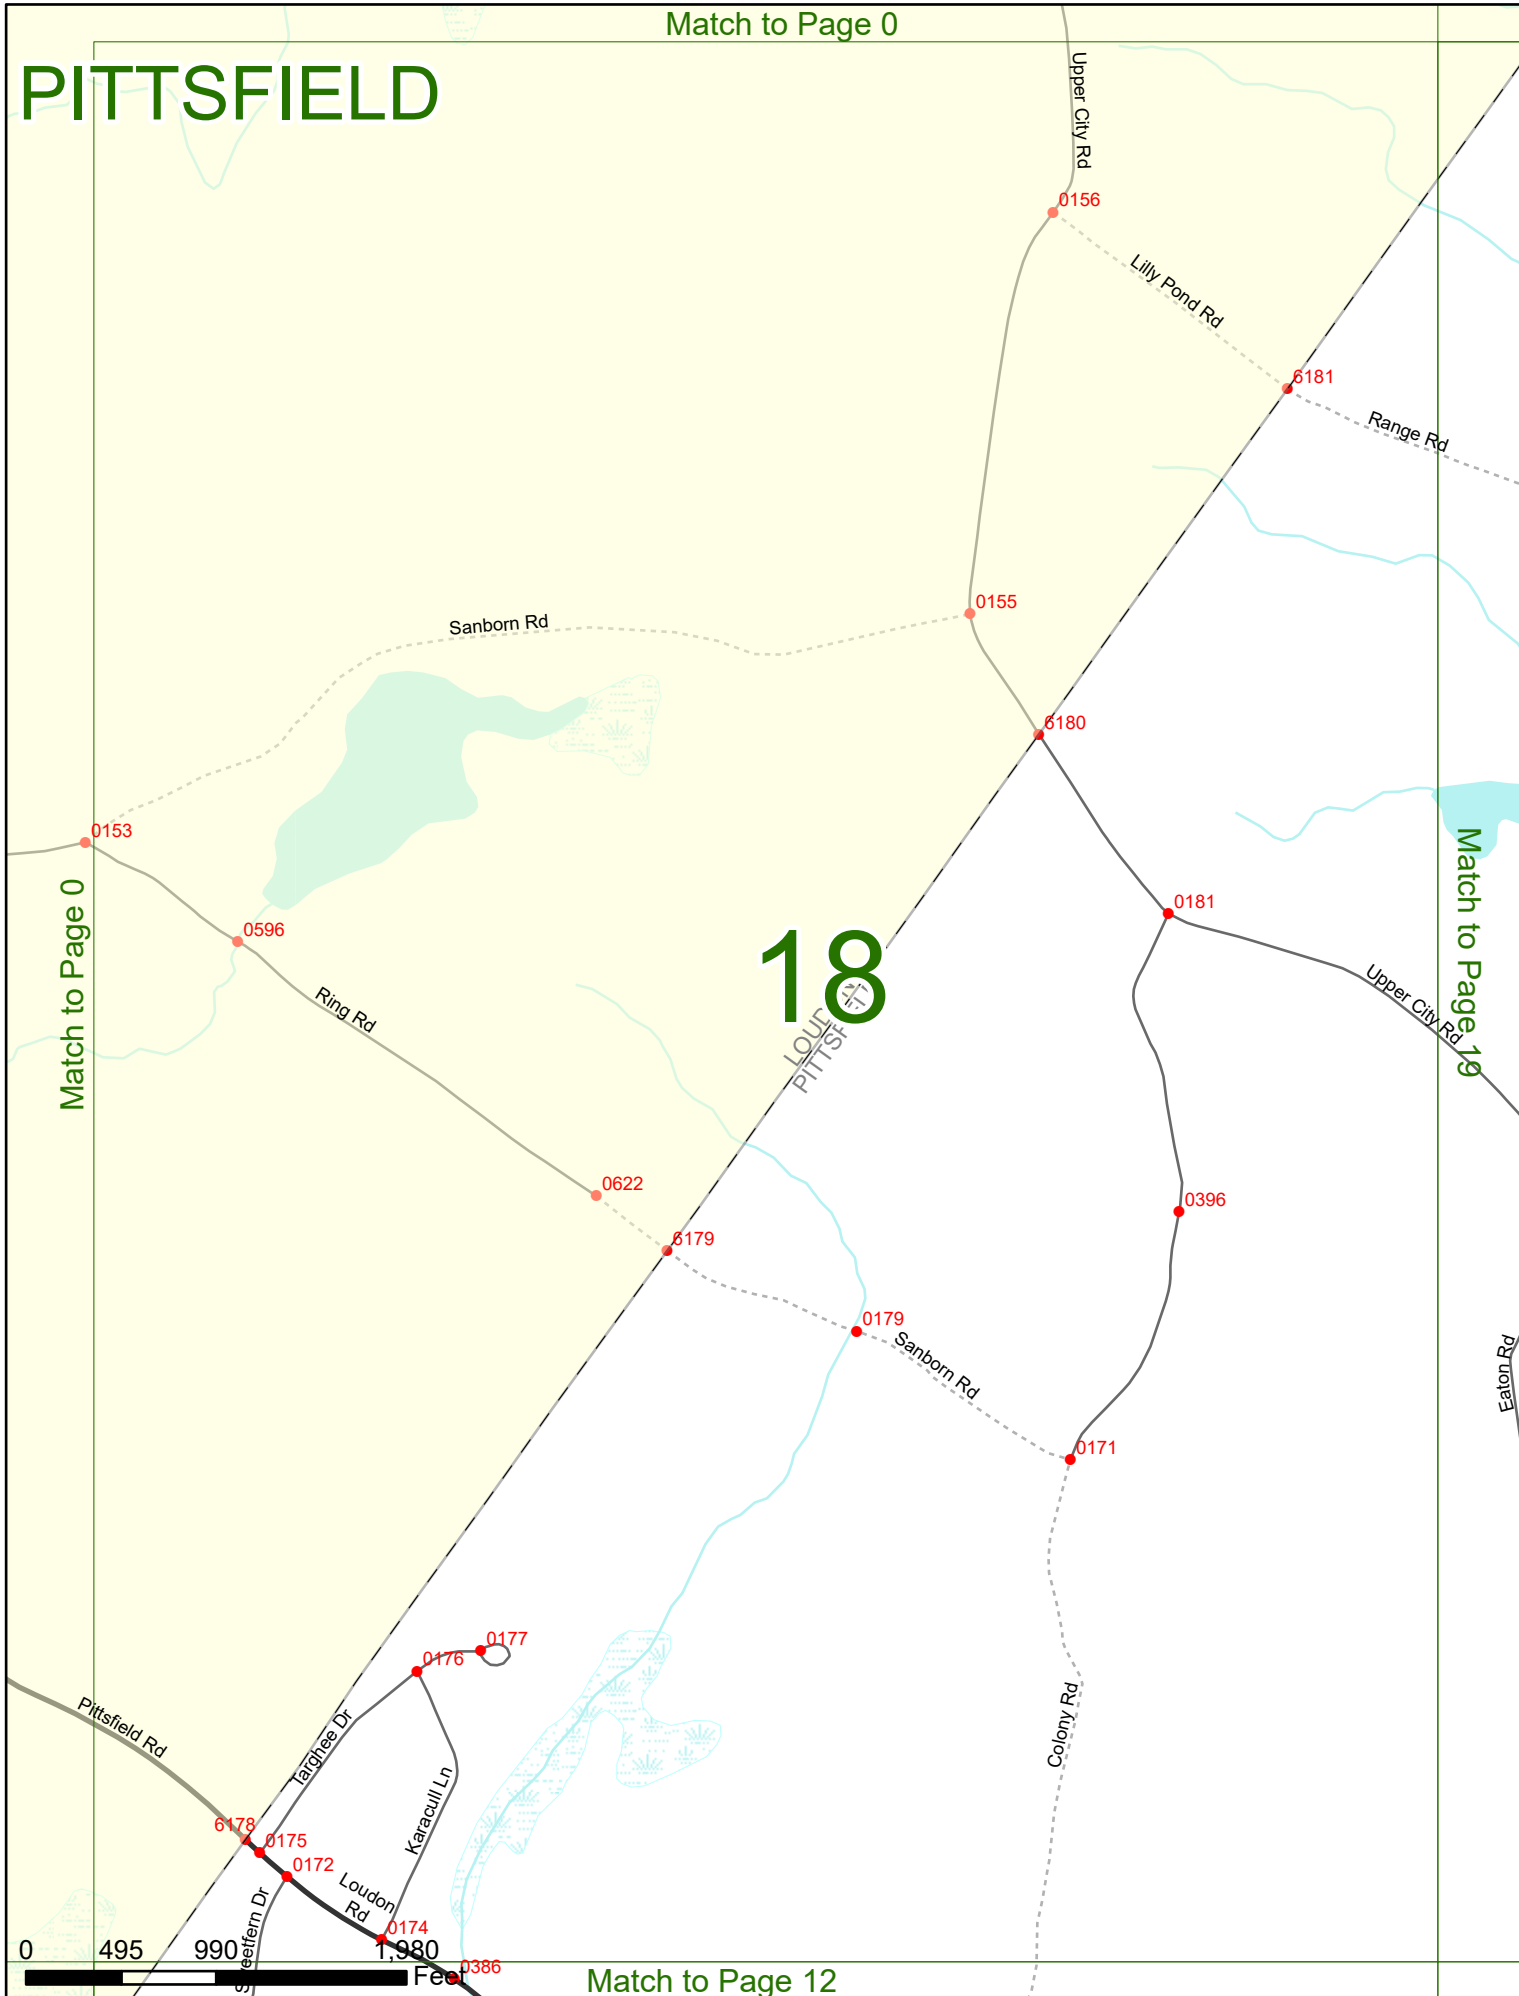 Match to Page 0
PITTSFIELD
Upper City Rd
0156
Lilly Pond Rd
6181
Range Rd
0155
Sanborn Rd
6180
0153
Match to Page 0
0596
Ring Rd
18
0181
Match to Page 19
Upper City Rd
0622
6179
0396
0179
Sanborn Rd
Eaton Rd
0171
0177
0176
Colony Rd
Pittsfield Rd
Targhee Dr
Karacull Ln
6178
0175
0172
Loudon
Rd
Sweetfern Dr
0174
0386
0 495 990 1,980
Feet
Match to Page 12